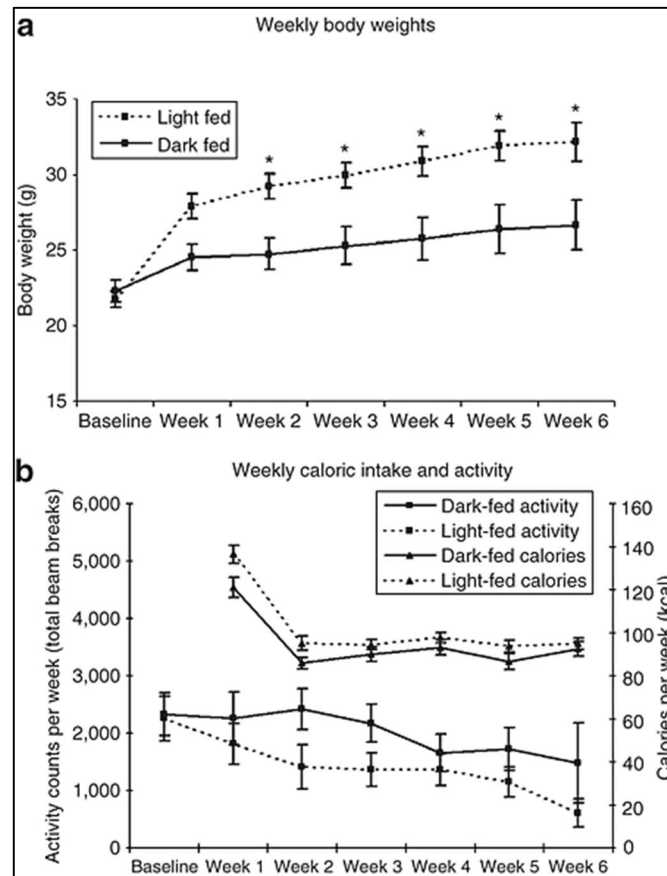 a
Weekly body weights
35
30
25
20
15
Body weight (g)
Light fed
Dark fed
*
*
*
*
*
Baseline Week 1 Week 2 Week 3 Week 4 Week 5 Week 6
b
Weekly caloric intake and activity
6,000
5,000
4,000
3,000
2,000
1,000
0
Activity counts per week (total beam breaks)
Dark-fed activity
Light-fed activity
Dark-fed calories
Light-fed calories
160
140
120
100
80
60
40
20
0
Calories per week (kcal)
Baseline Week 1 Week 2 Week 3 Week 4 Week 5 Week 6